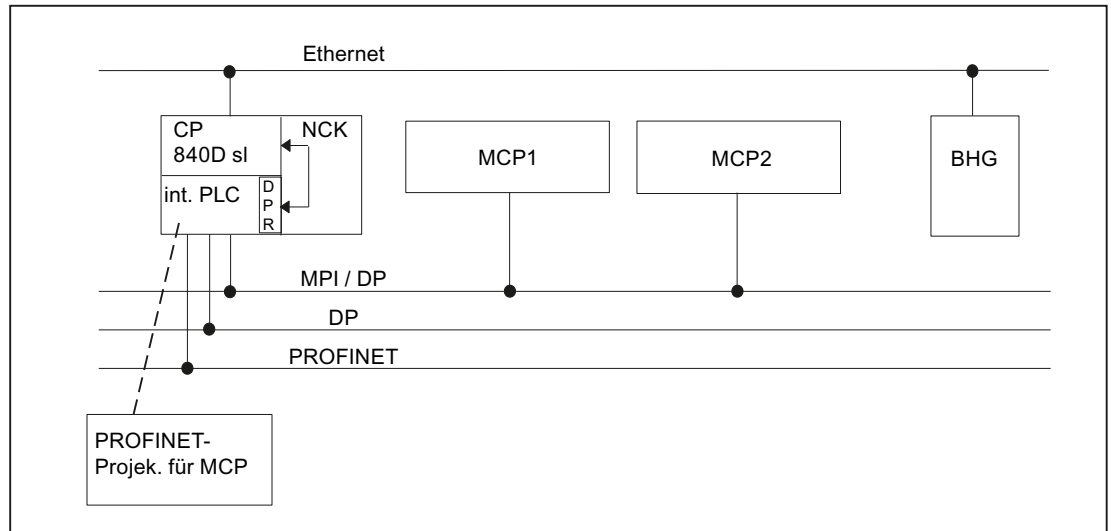 Ethernet
CP
840D sl
NCK
int. PLC
D
P
R
MCP1
MCP2
BHG
MPI / DP
DP
PROFINET
PROFINET-
Projek. für MCP